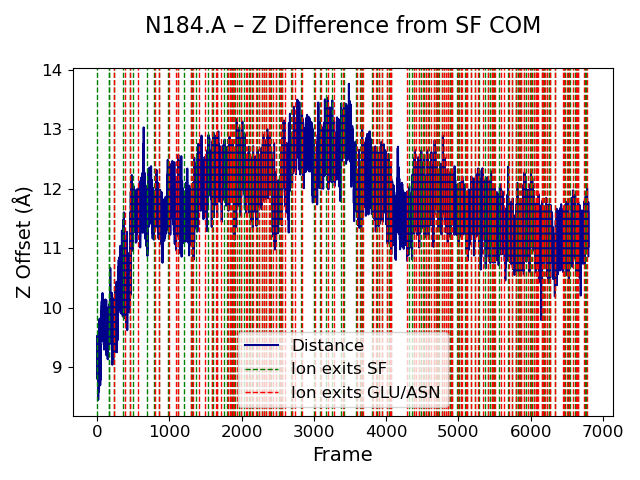 N184.A – Z Difference from SF COM
14
13
12
11
10
9
Z Offset (Å)
Distance
Ion exits SF
Ion exits GLU/ASN
0 1000 2000 3000 4000 5000 6000 7000
Frame